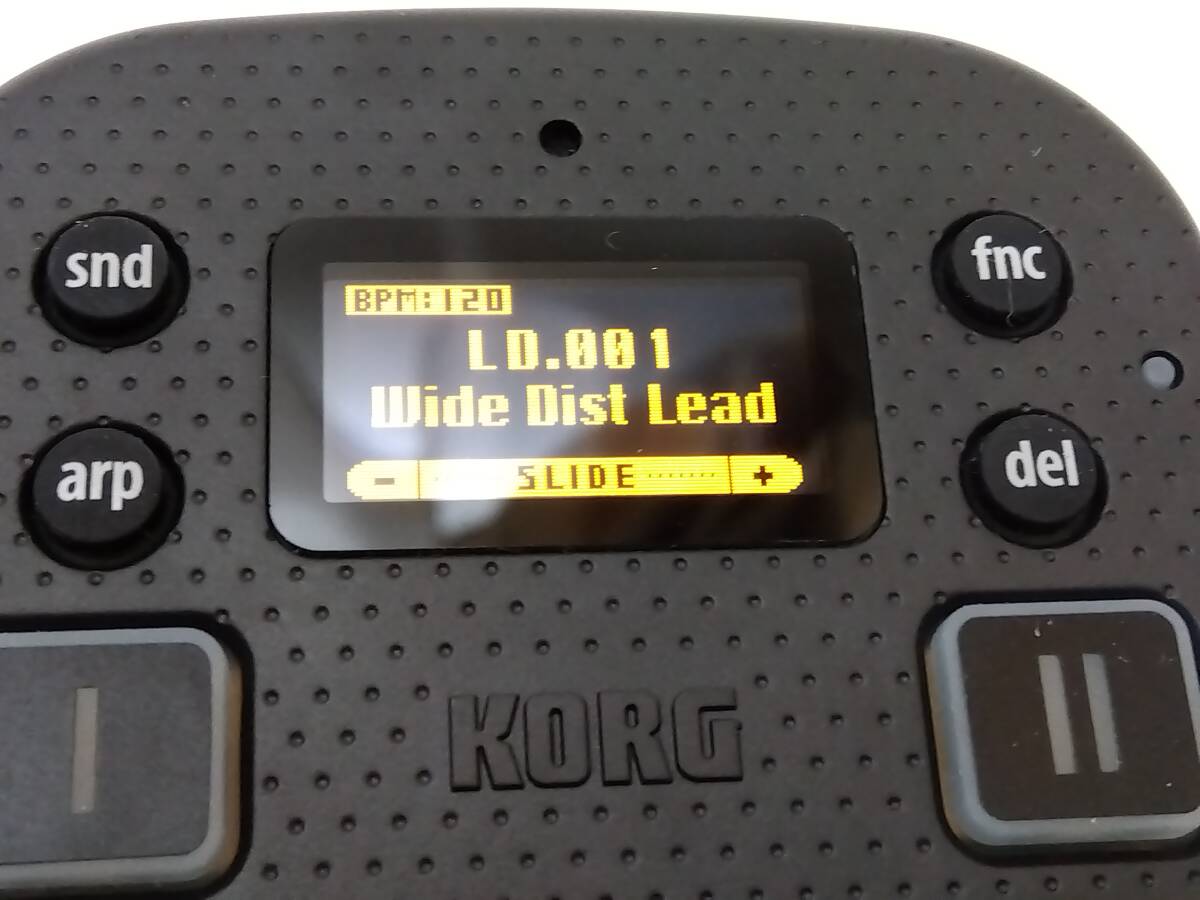 snd
fnc
BPM:120
LD.001
Wide Dist Lead
- SLIDE +
arp
del
I
II
KORG